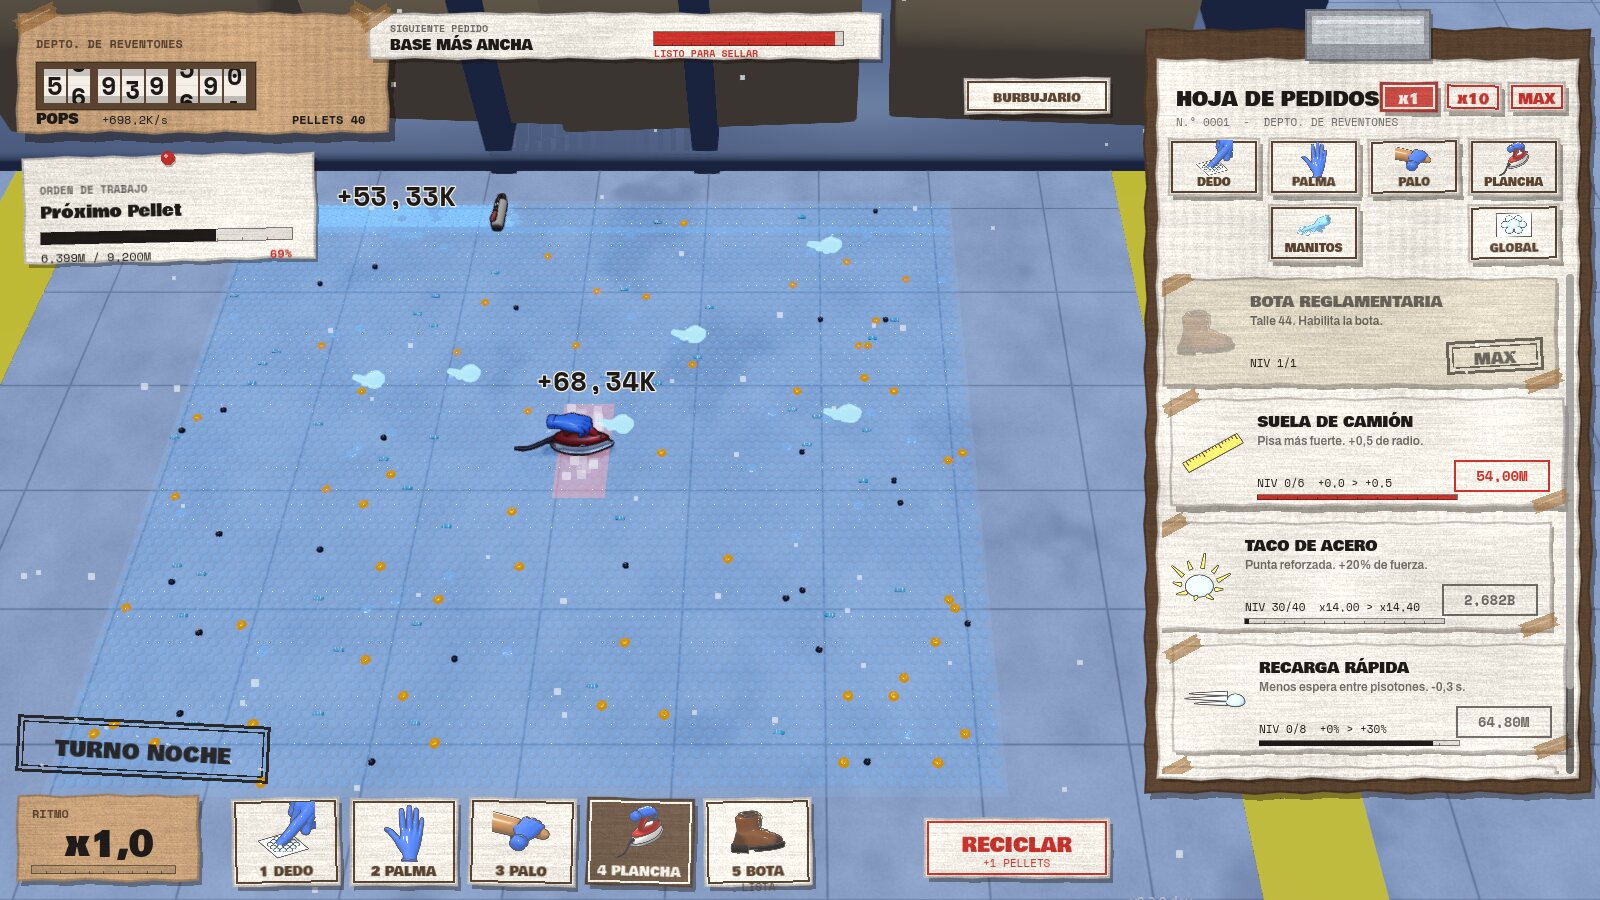 DEPTO. DE REVENTONES
POPS +698,2K/s PELLETS 40
SIGUIENTE PEDIDO
BASE MÁS ANCHA
LISTO PARA SELLAR
BURBUJARIO
ORDEN DE TRABAJO
Próximo Pellet
6,399M / 9,200M 69%
+53,33K
+68,34K
HOJA DE PEDIDOS x1 x10 MAX
N.° 0001 - DEPTO. DE REVENTONES
DEDO PALMA PALO PLANCHA
MANITOS GLOBAL
BOTA REGLAMENTARIA
Talle 44. Habilita la bota.
NIV 1/1 MAX
SUELA DE CAMIÓN
Pisa más fuerte. +0,5 de radio.
NIV 0/6 +0,0 > +0,5 54,00M
TACO DE ACERO
Punta reforzada. +20% de fuerza.
NIV 30/40 x14,00 > x14,40 2,682B
RECARGA RÁPIDA
Menos espera entre pisotones. -0,3 s.
NIV 0/8 +0% > +30% 64,80M
TURNO NOCHE
RITMO
x1,0
1 DEDO 2 PALMA 3 PALO 4 PLANCHA 5 BOTA
LISTA
RECICLAR
+1 PELLETS